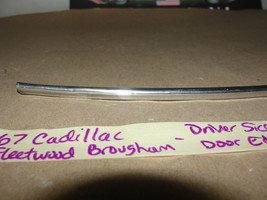 67 Cadillac
Fleetwood Brougham - Driver Side
Door